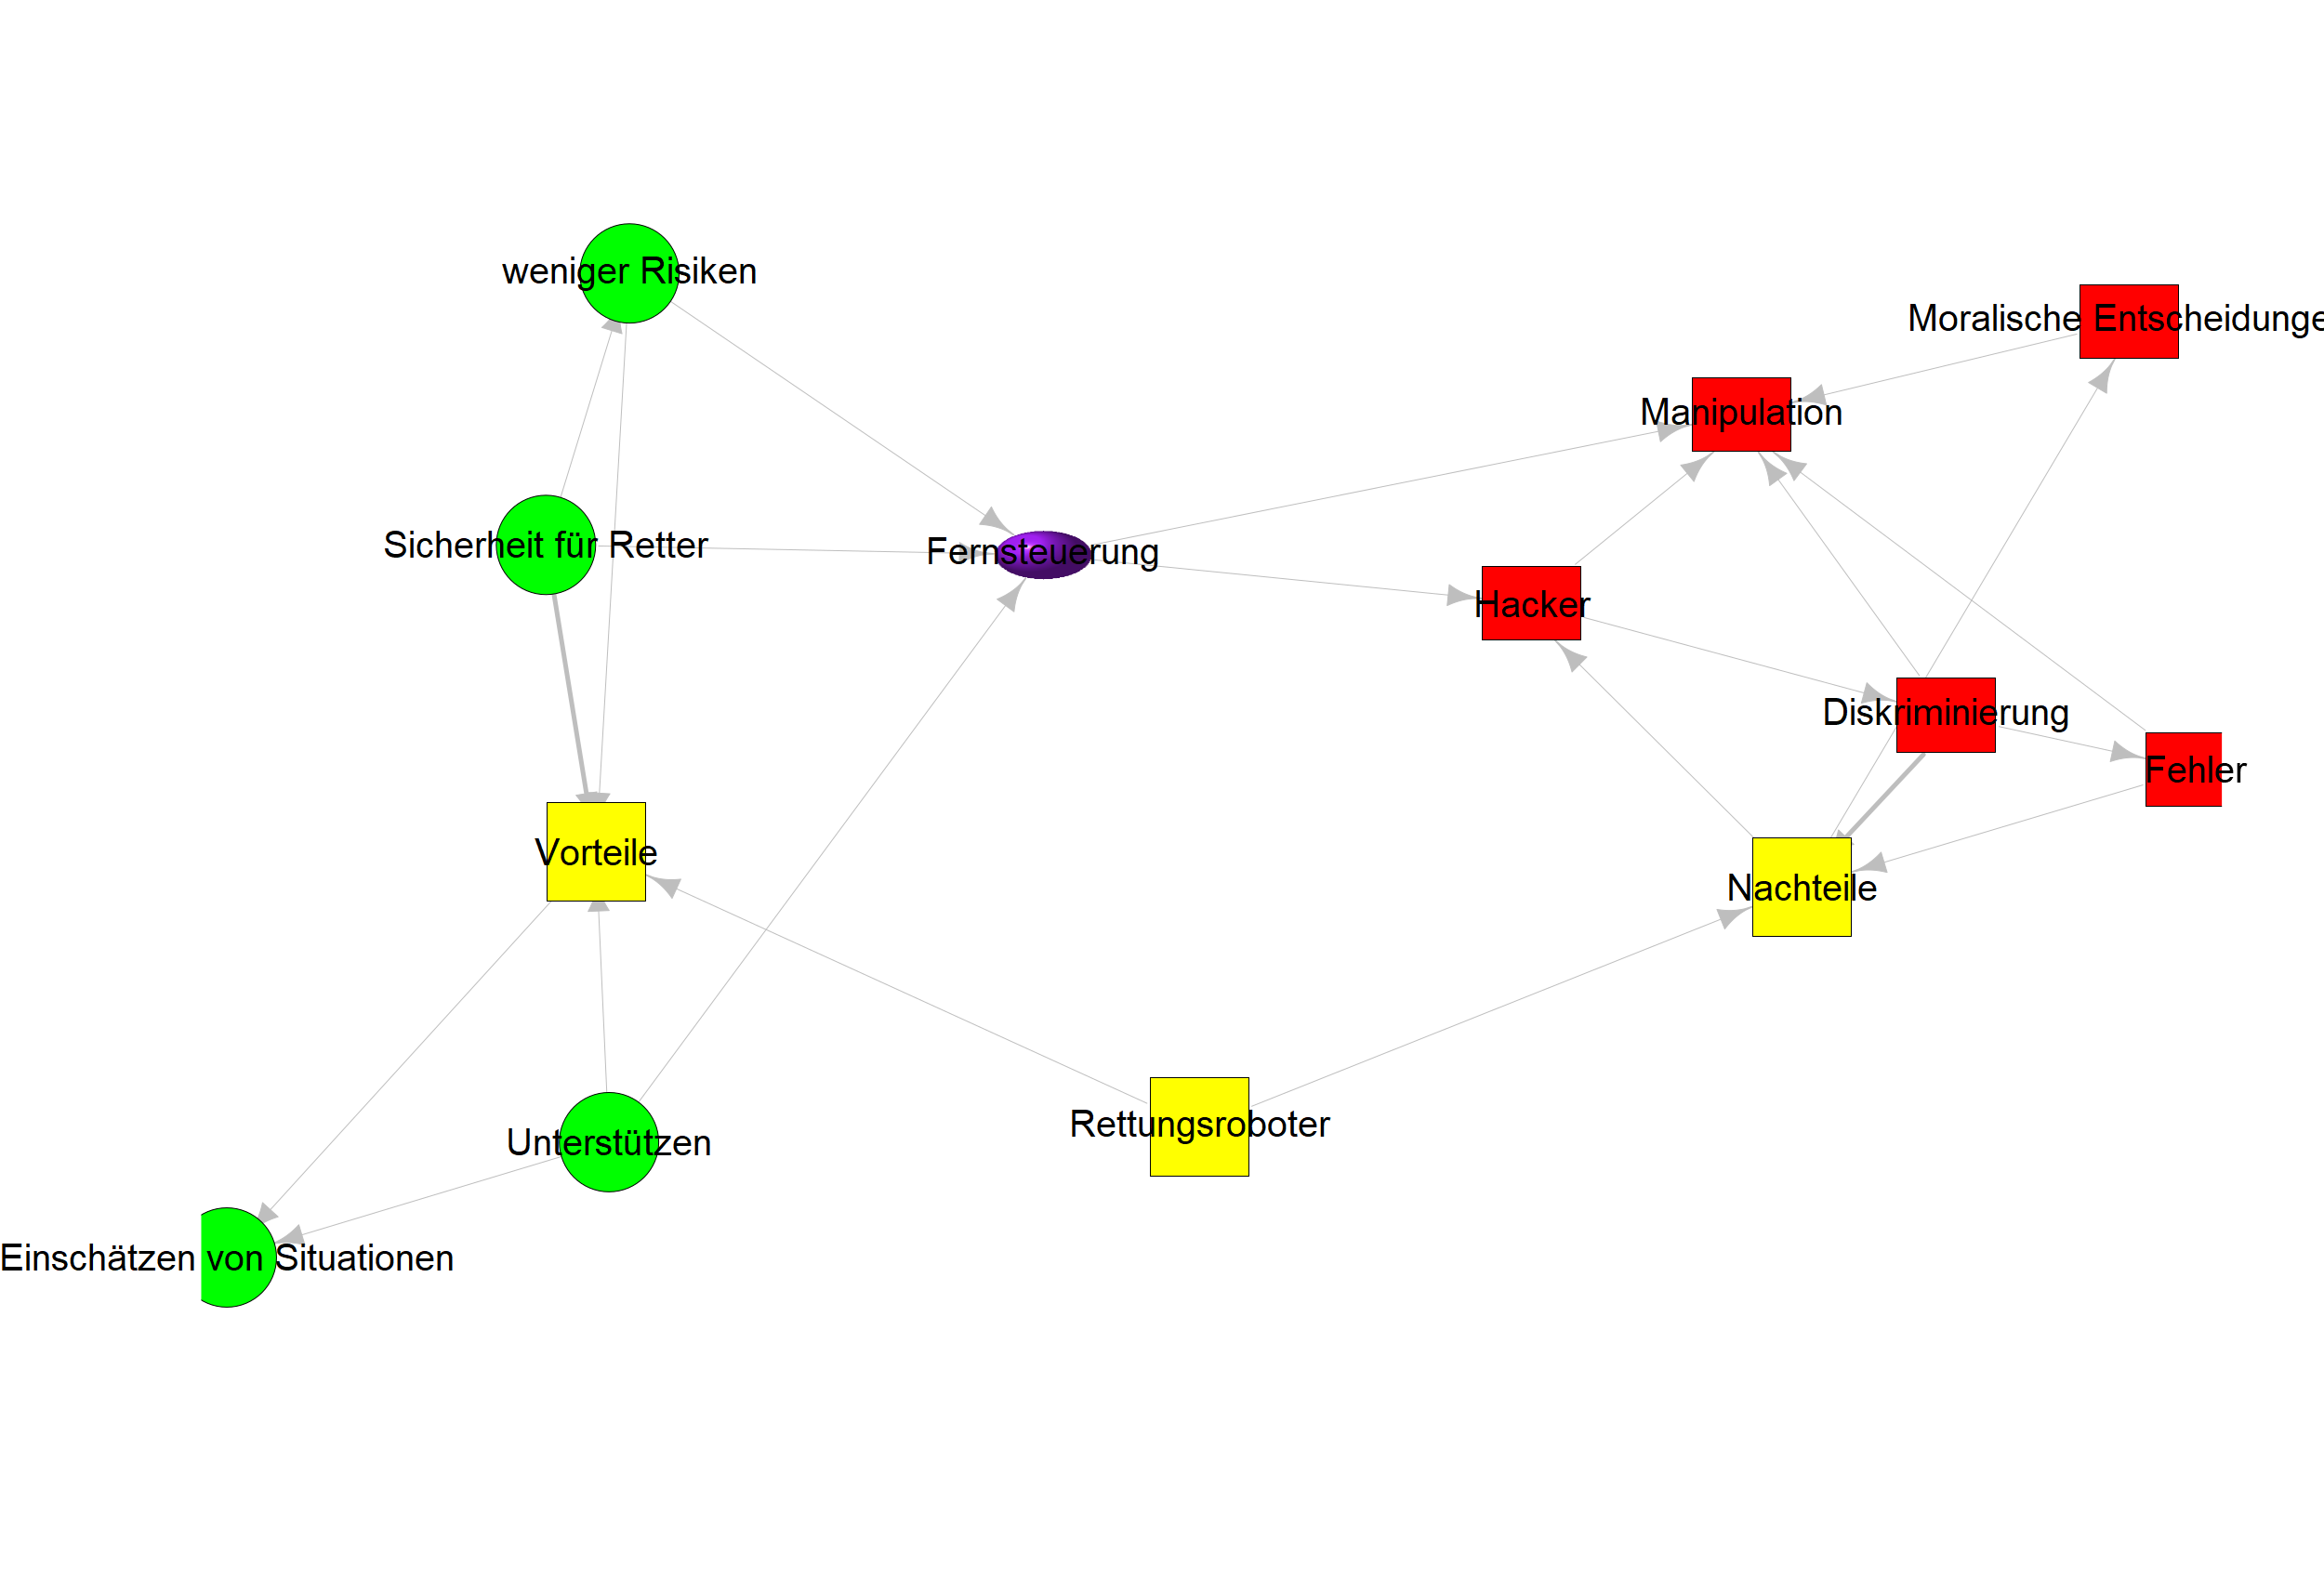 weniger Risiken
Moralische Entscheidunge
Manipulation
Sicherheit für Retter
Fernsteuerung
Hacker
Diskriminierung
Fehler
Vorteile
Nachteile
Rettungsroboter
Unterstützen
Einschätzen von Situationen